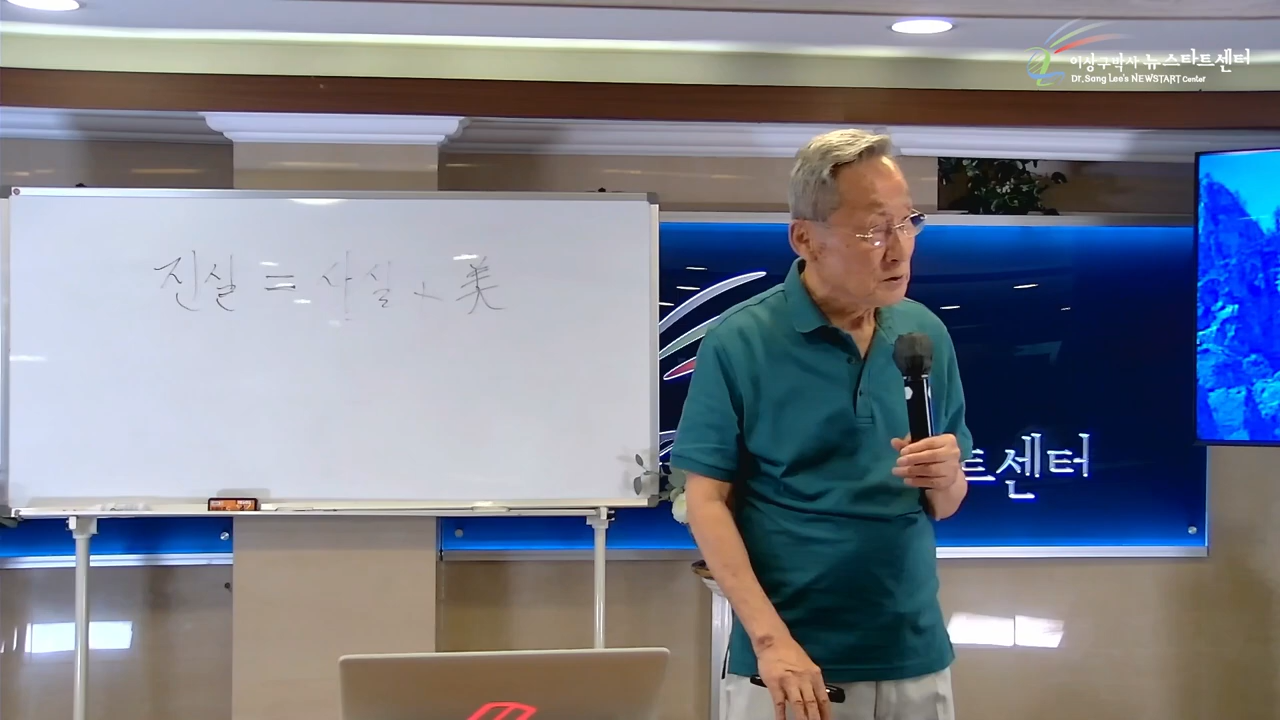 이상구박사 뉴스타트센터
Dr. Sang Lee's NEWSTART Center
진실 = 사실 + 美
트센터